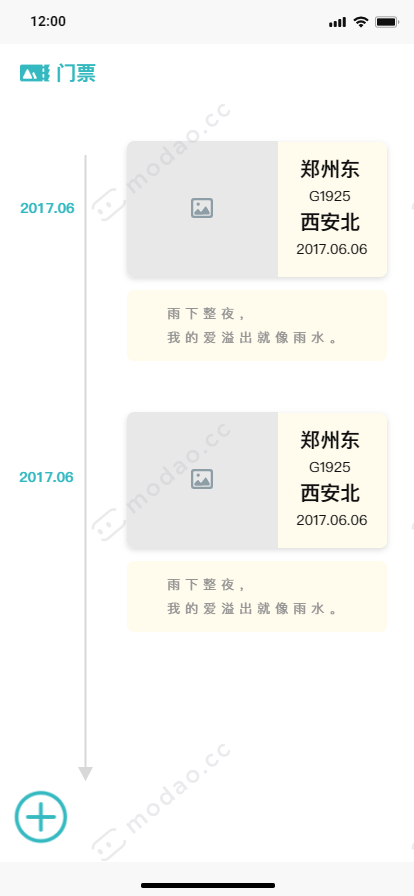 12:00
门票
2017.06
郑州东
G1925
西安北
2017.06.06
雨下整夜，
我的爱溢出就像雨水。
2017.06
郑州东
G1925
西安北
2017.06.06
雨下整夜，
我的爱溢出就像雨水。
modao.cc
modao.cc
modao.cc